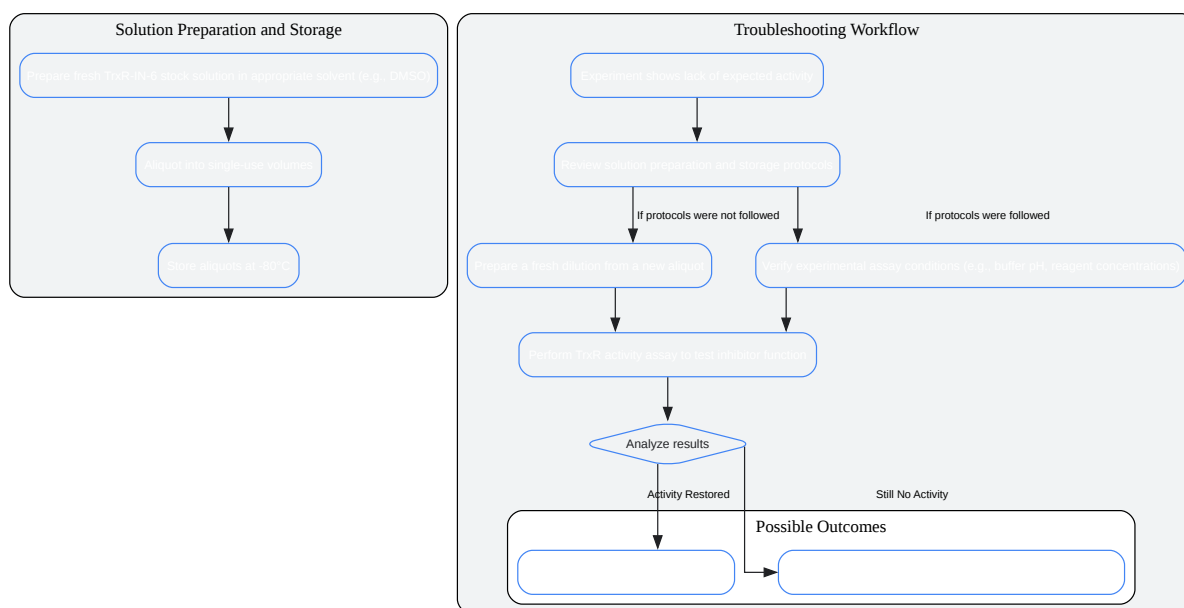 Solution Preparation and Storage
Prepare fresh TrxR-IN-6 stock solution in appropriate solvent (e.g., DMSO)
Aliquot into single-use volumes
Store aliquots at -80°C
Troubleshooting Workflow
Experiment shows lack of expected activity
Review solution preparation and storage protocols
If protocols were not followed
If protocols were followed
Prepare a fresh dilution from a new aliquot
Verify experimental assay conditions (e.g., buffer pH, reagent concentrations)
Perform TrxR activity assay to test inhibitor function
Analyze results
Activity Restored
Still No Activity
Possible Outcomes